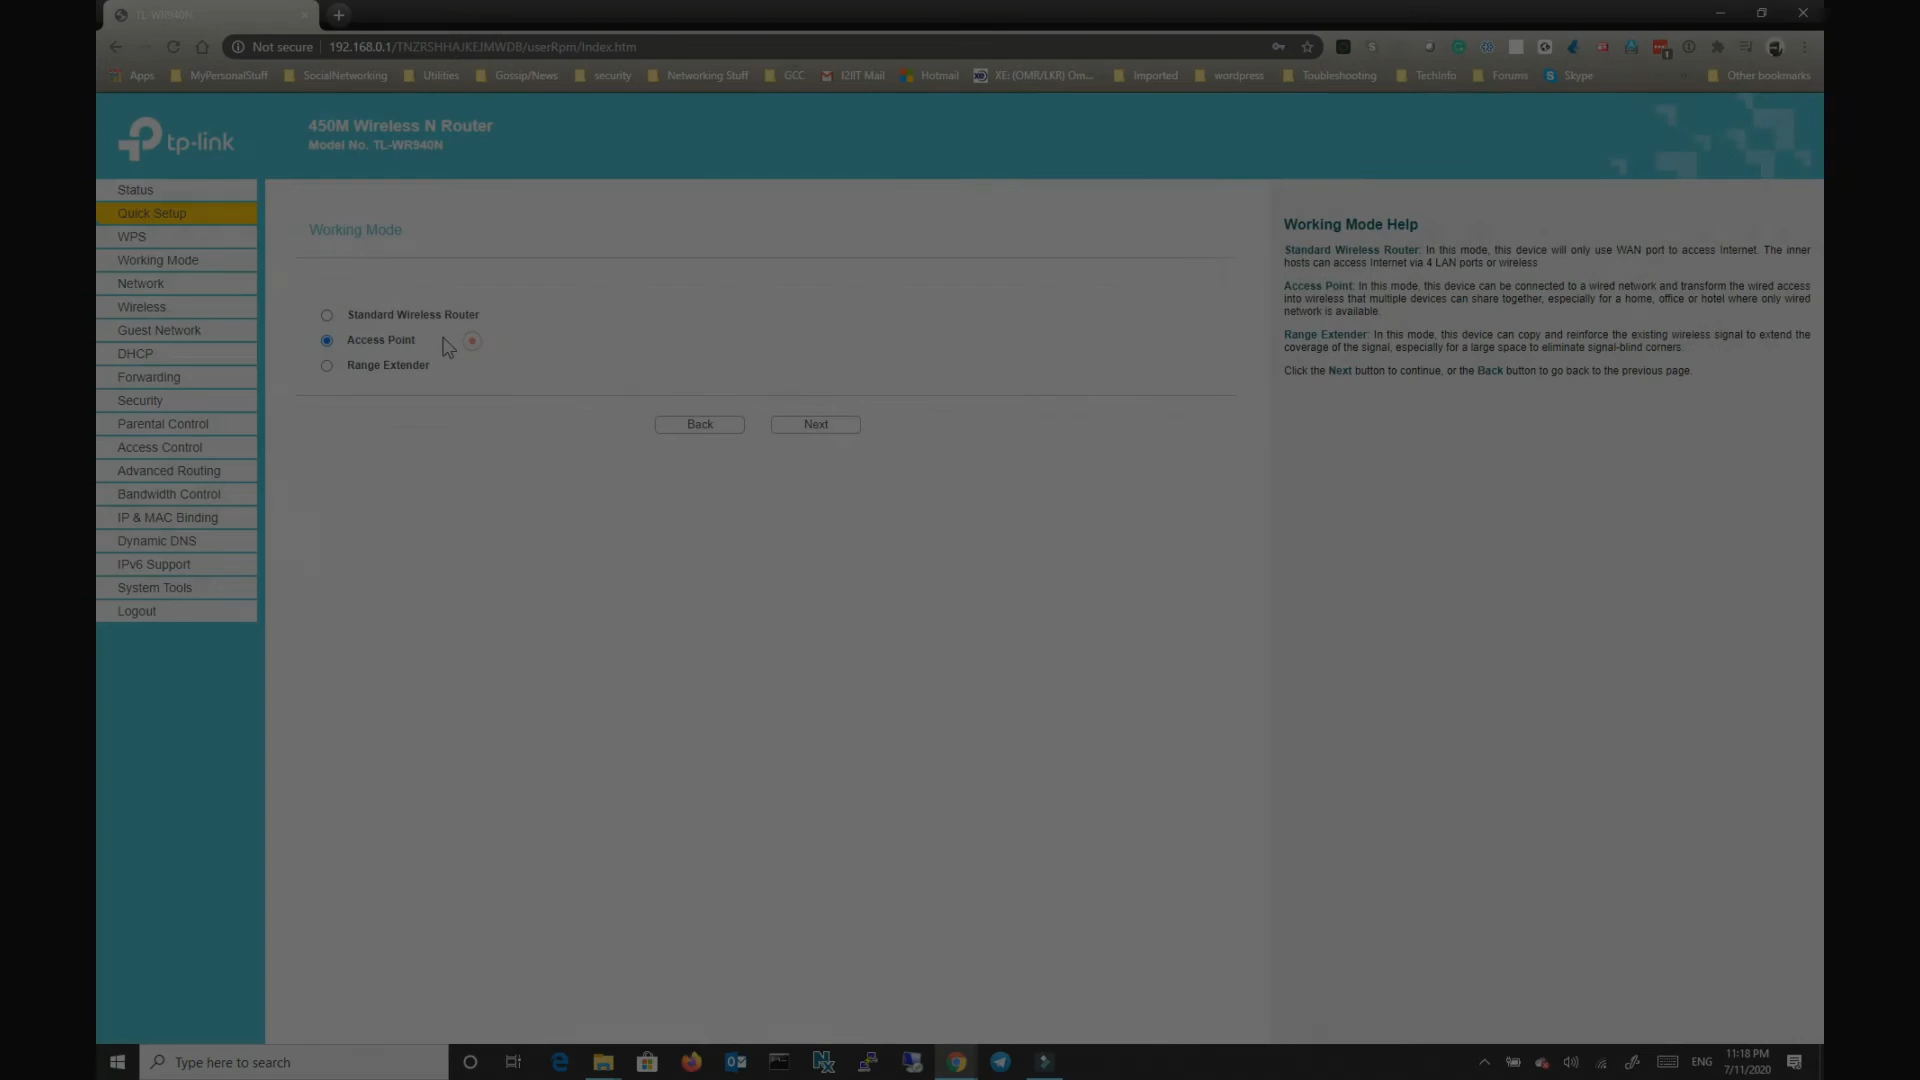 TL-WR940N
Not secure 192.168.0.1/TNZRSHHAJKEJMWDB/userRpm/Index.htm
Apps MyPersonalStuff SocialNetworking Utilities Gossip/News security Networking Stuff GCC I2IIT Mail Hotmail XE: (OMR/LKR) Om... Imported wordpress Toubleshooting TechInfo Forums Skype Other bookmarks
tp-link
450M Wireless N Router
Model No. TL-WR940N
Status
Quick Setup
WPS
Working Mode
Network
Wireless
Guest Network
DHCP
Forwarding
Security
Parental Control
Access Control
Advanced Routing
Bandwidth Control
IP & MAC Binding
Dynamic DNS
IPv6 Support
System Tools
Logout
Working Mode
Standard Wireless Router
Access Point
Range Extender
Back Next
Working Mode Help
Standard Wireless Router: In this mode, this device will only use WAN port to access Internet. The inner
hosts can access Internet via 4 LAN ports or wireless
Access Point: In this mode, this device can be connected to a wired network and transform the wired access
into wireless that multiple devices can share together, especially for a home, office or hotel where only wired
network is available.
Range Extender: In this mode, this device can copy and reinforce the existing wireless signal to extend the
coverage of the signal, especially for a large space to eliminate signal-blind corners.
Click the Next button to continue, or the Back button to go back to the previous page.
Type here to search
ENG
11:18 PM
7/11/2020